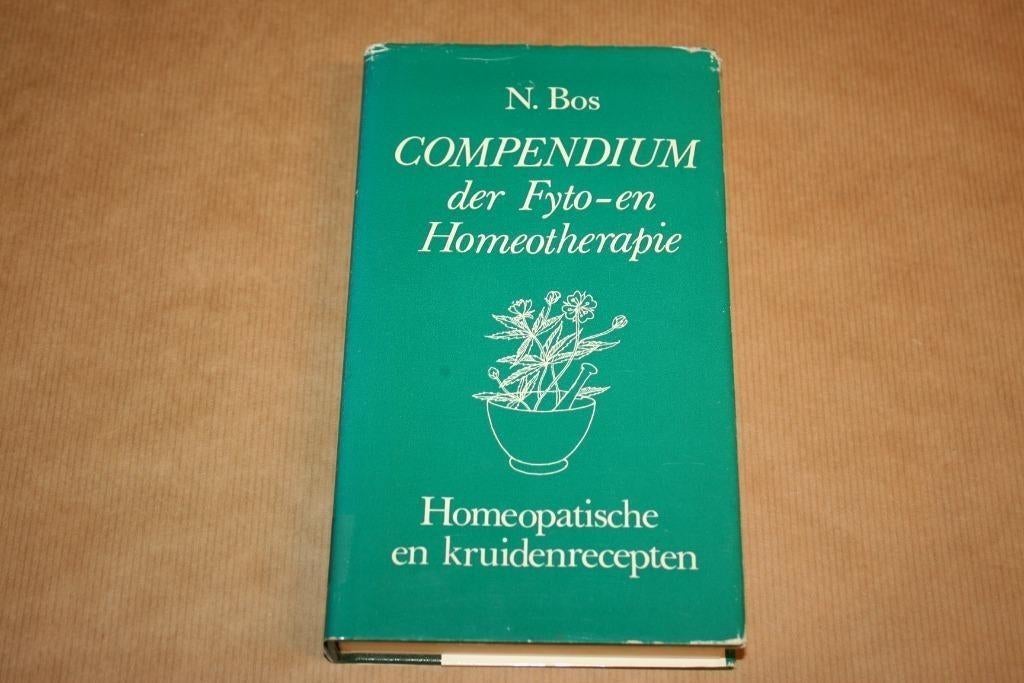 N. Bos
COMPENDIUM
der Fyto-en
Homeotherapie
Homeopatische
en kruidenrecepten